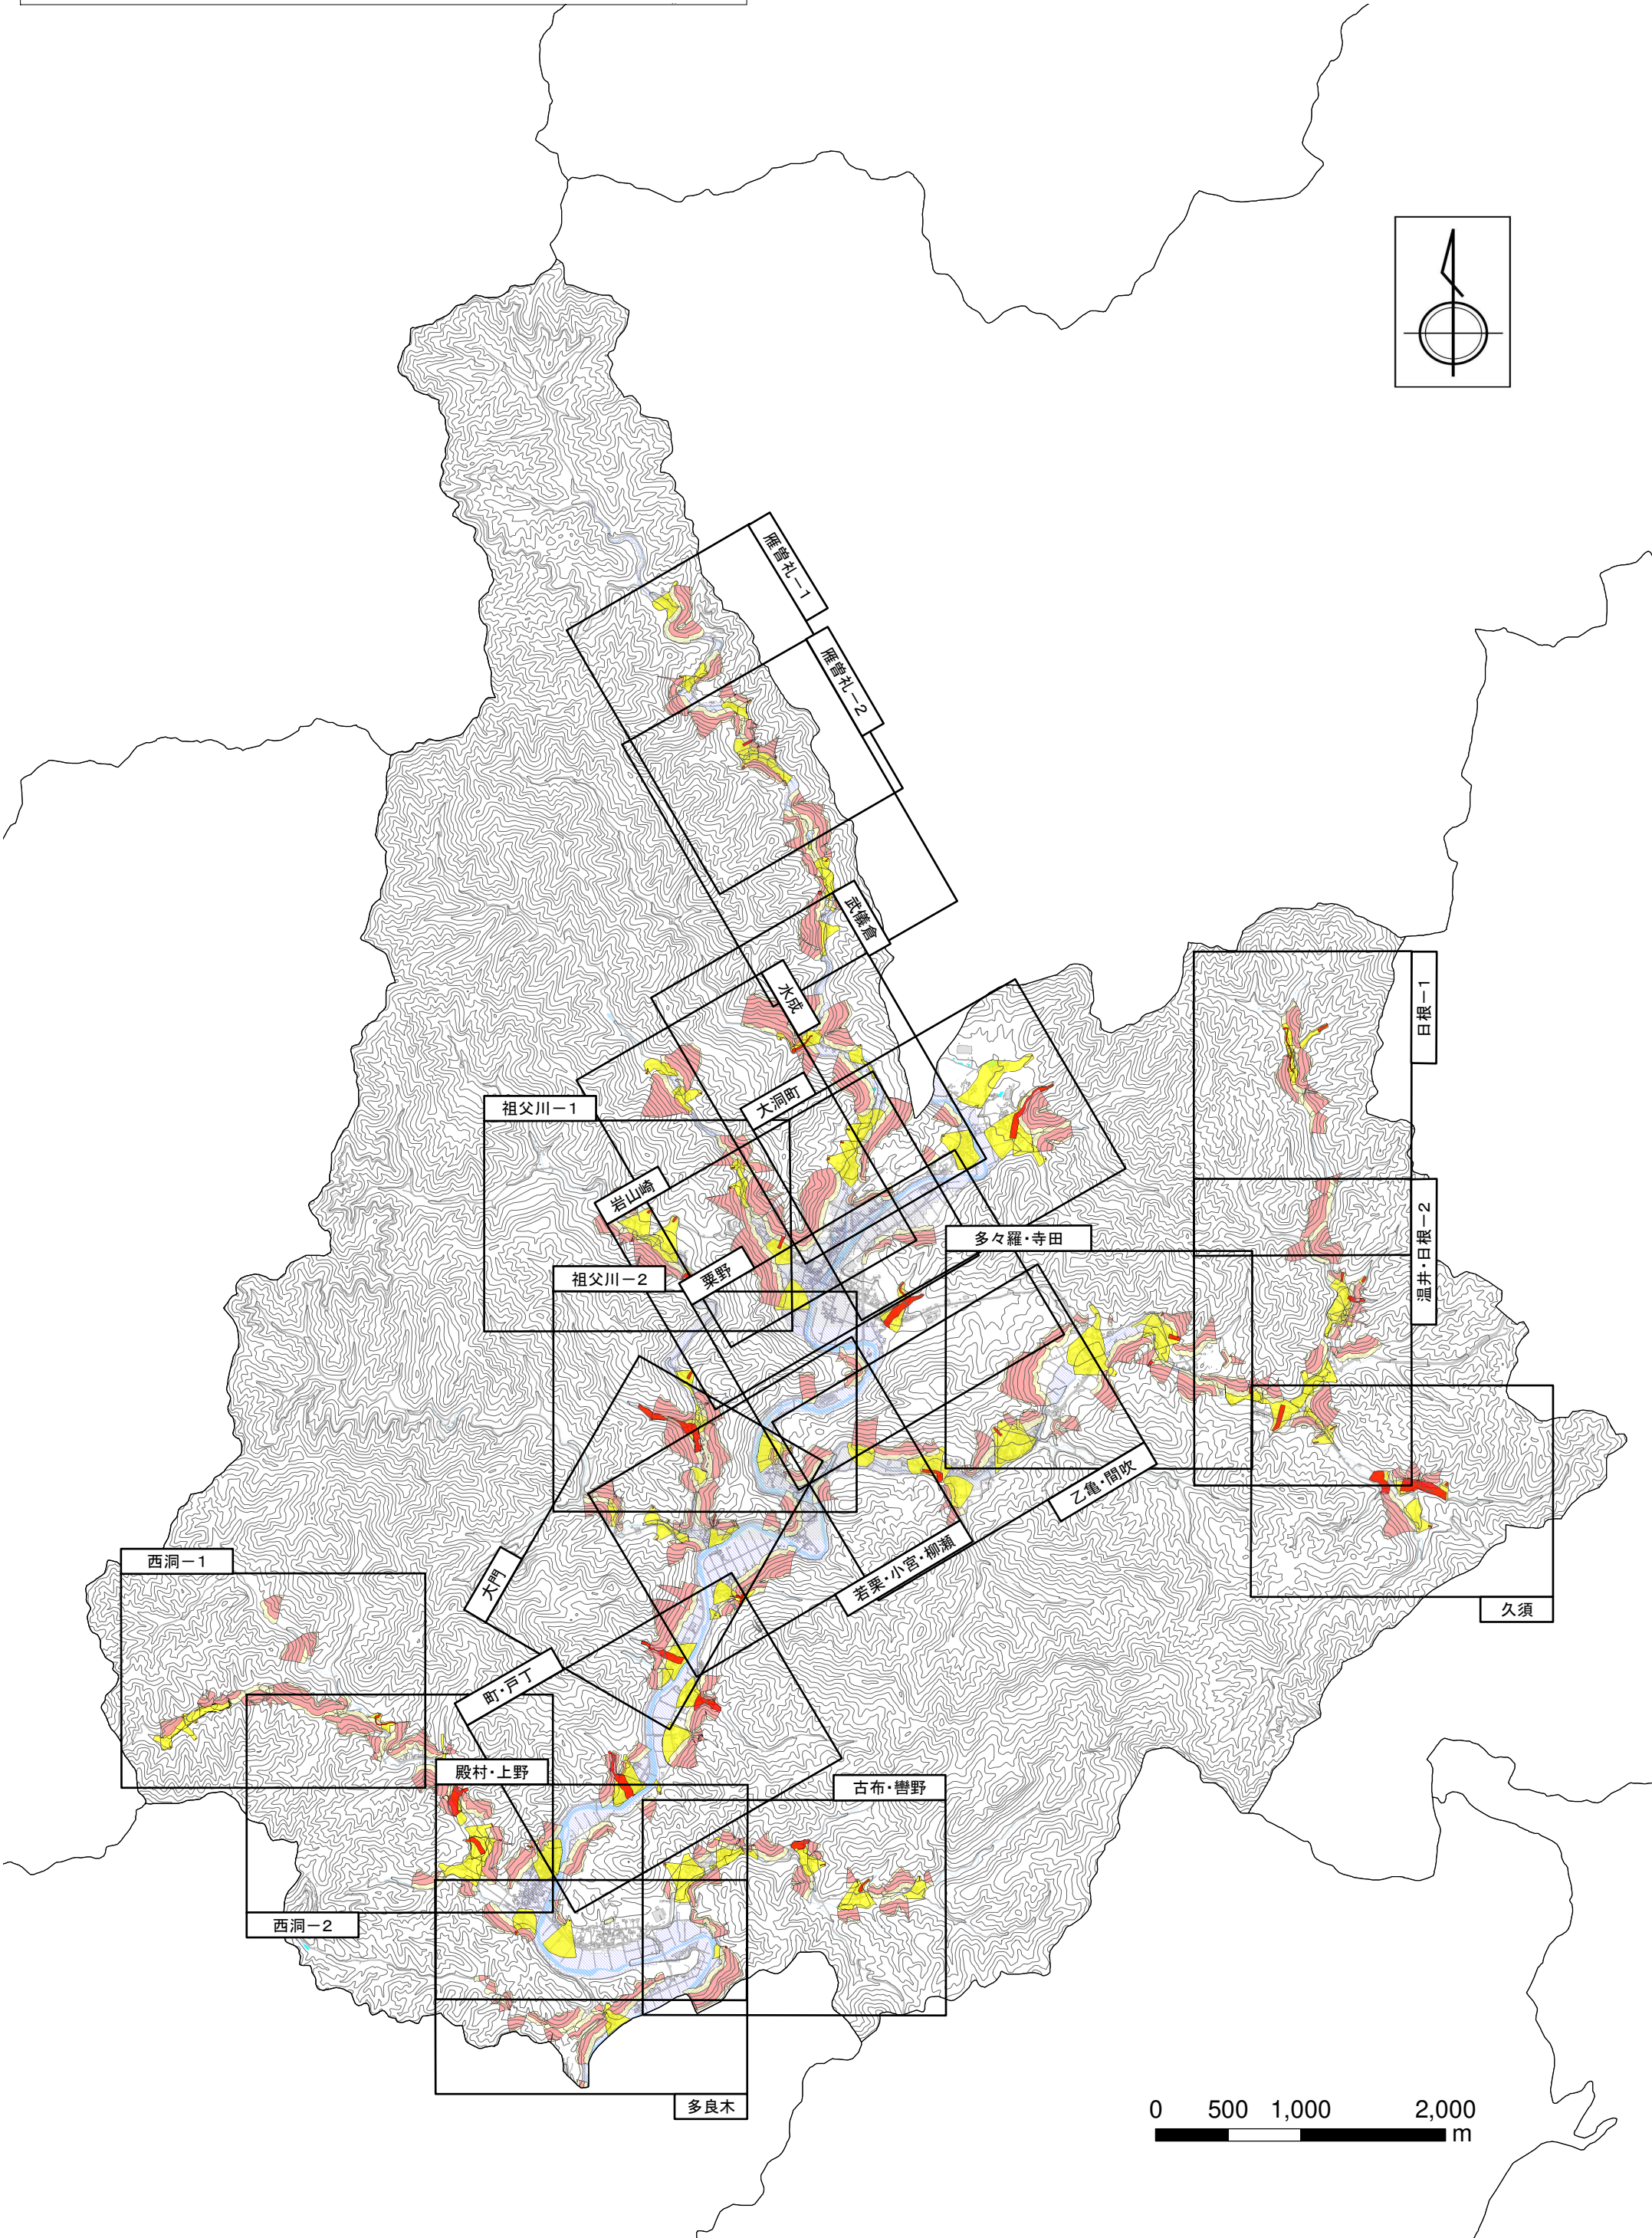 雁曽礼－1
雁曽礼－2
武儀倉
水成
日根－1
大洞町
祖父川－1
岩山崎
温井・日根－2
多々羅・寺田
粟野
祖父川－2
乙亀・間吹
若栗・小宮・柳瀬
西洞－1
大門
久須
町・戸丁
殿村・上野
古布・轡野
西洞－2
多良木
0 500 1,000 2,000
m